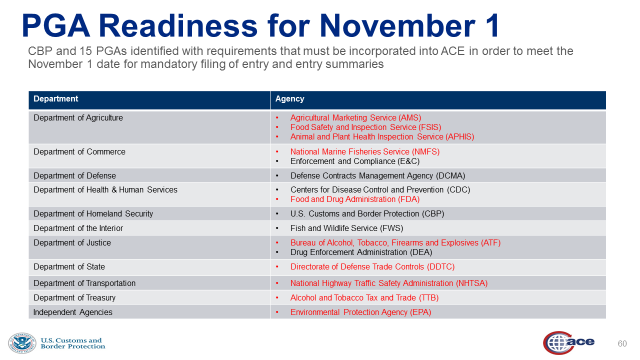 PGA Readiness for November 1
CBP and 15 PGAs identified with requirements that must be incorporated into ACE in order to meet the
November 1 date for mandatory filing of entry and entry summaries
Department Agency
Department of Agriculture • Agricultural Marketing Service (AMS)
• Food Safety and Inspection Service (FSIS)
• Animal and Plant Health Inspection Service (APHIS)
Department of Commerce • National Marine Fisheries Service (NMFS)
• Enforcement and Compliance (E&C)
Department of Defense • Defense Contracts Management Agency (DCMA)
Department of Health & Human Services • Centers for Disease Control and Prevention (CDC)
• Food and Drug Administration (FDA)
Department of Homeland Security • U.S. Customs and Border Protection (CBP)
Department of the Interior • Fish and Wildlife Service (FWS)
Department of Justice • Bureau of Alcohol, Tobacco, Firearms and Explosives (ATF)
• Drug Enforcement Administration (DEA)
Department of State • Directorate of Defense Trade Controls (DDTC)
Department of Transportation • National Highway Traffic Safety Administration (NHTSA)
Department of Treasury • Alcohol and Tobacco Tax and Trade (TTB)
Independent Agencies • Environmental Protection Agency (EPA)
U.S. Customs and
Border Protection
ace
60